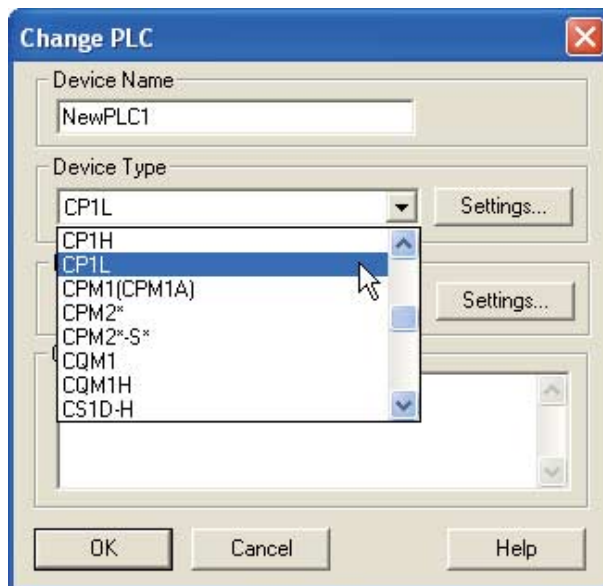 Change PLC
Device Name
NewPLC1
Device Type
CP1L
Settings...
CP1H
CP1L
CPM1(CPM1A)
CPM2*
CPM2*-S*
CQM1
CQM1H
CS1D-H
Settings...
OK
Cancel
Help